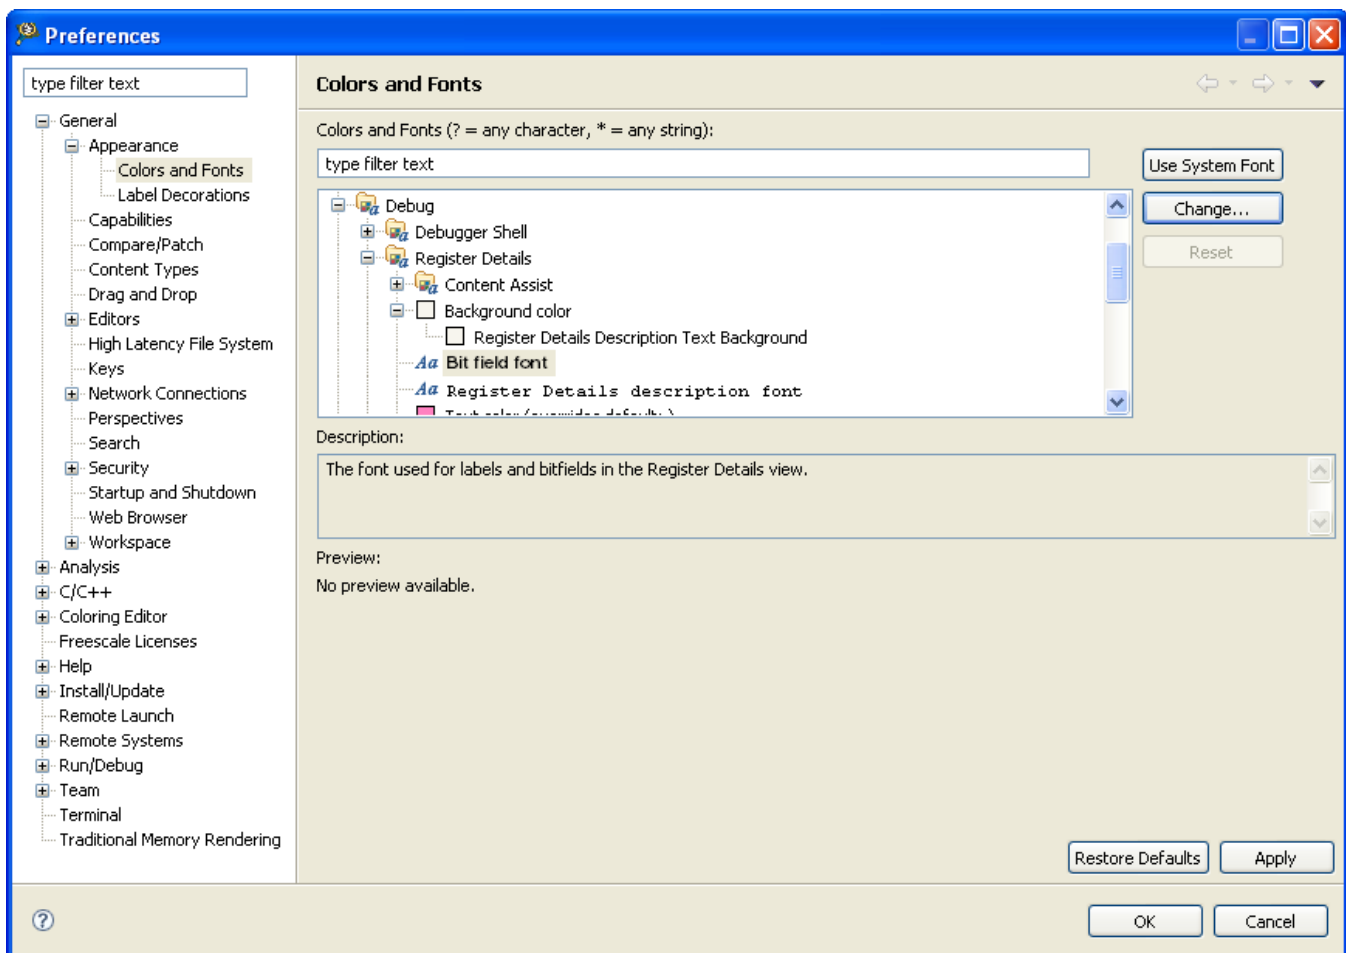 Preferences
type filter text
General
Appearance
Colors and Fonts
Label Decorations
Capabilities
Compare/Patch
Content Types
Drag and Drop
Editors
High Latency File System
Keys
Network Connections
Perspectives
Search
Security
Startup and Shutdown
Web Browser
Workspace
Analysis
C/C++
Coloring Editor
Freescale Licenses
Help
Install/Update
Remote Launch
Remote Systems
Run/Debug
Team
Terminal
Traditional Memory Rendering
Colors and Fonts
Colors and Fonts (? = any character, * = any string):
type filter text
Use System Font
Change...
Reset
Debug
Debugger Shell
Register Details
Content Assist
Background color
Register Details Description Text Background
Aa Bit field font
Aa Register Details description font
Text color (overrides default.)
Description:
The font used for labels and bitfields in the Register Details view.
Preview:
No preview available.
Restore Defaults
Apply
OK
Cancel